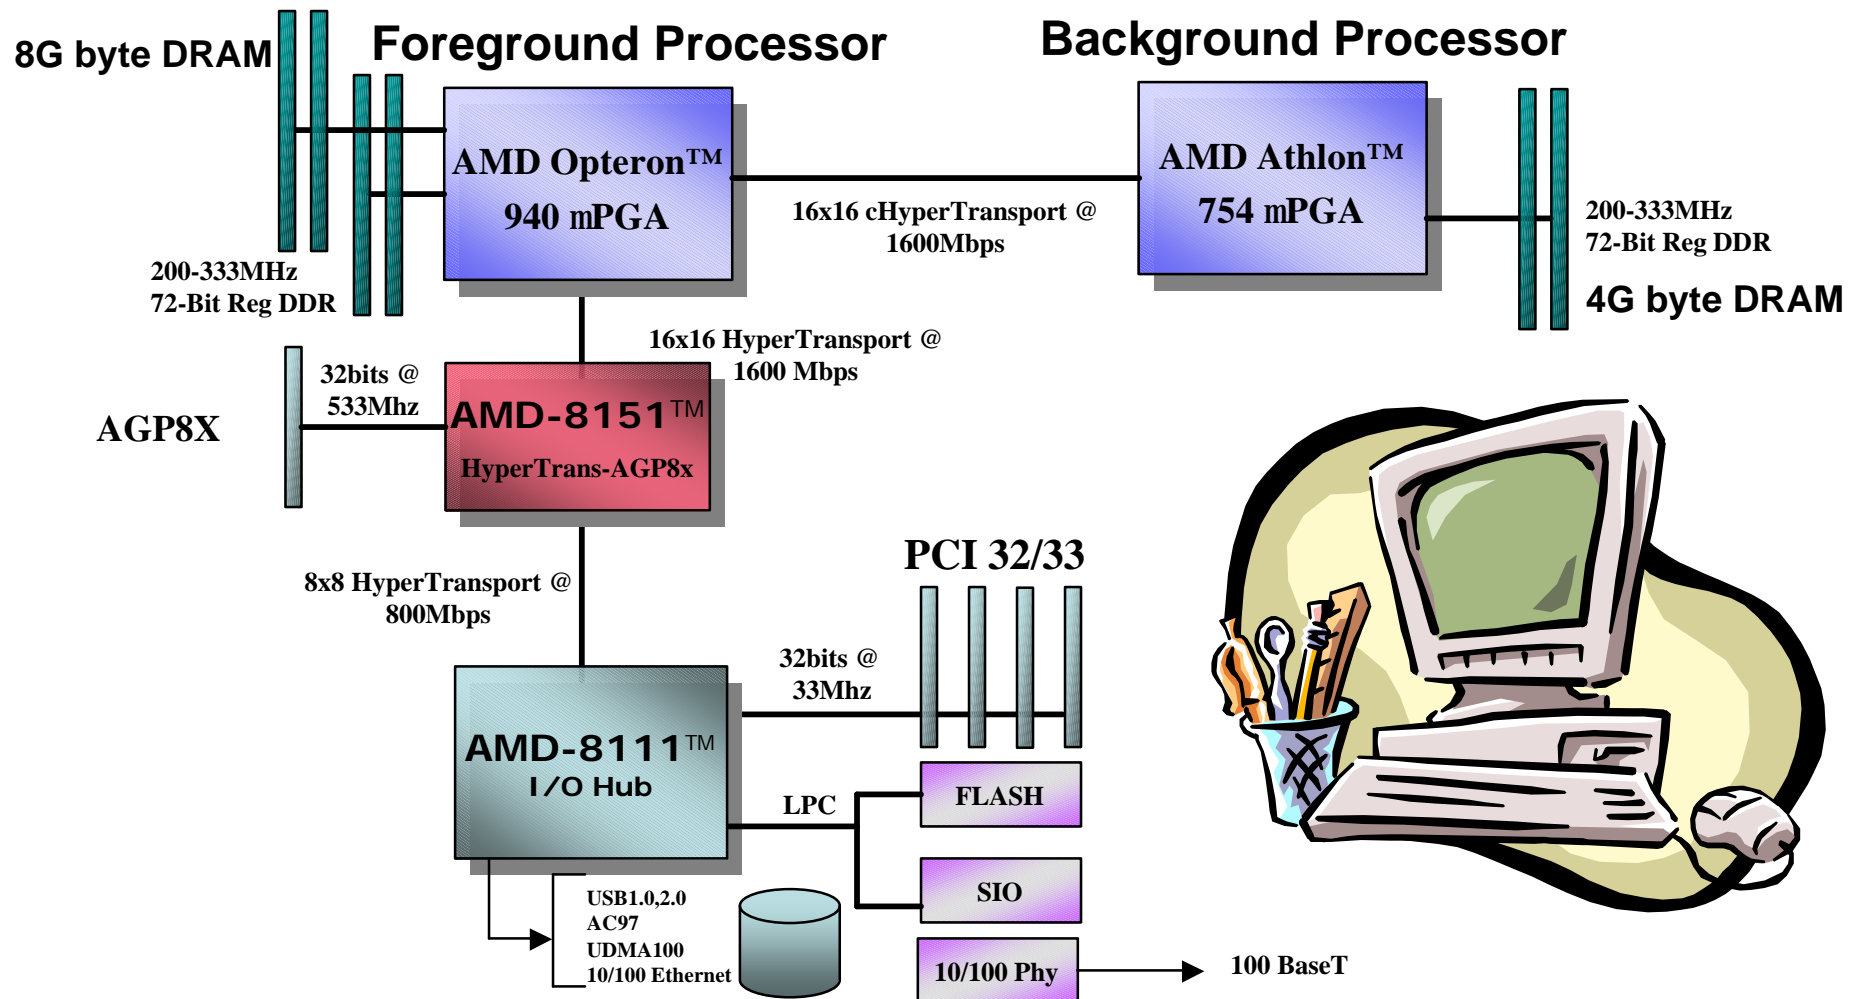 8G byte DRAM
Foreground Processor
Background Processor
AMD Opteron™
940 mPGA
16x16 cHyperTransport @
1600Mbps
AMD Athlon™
754 mPGA
200-333MHz
72-Bit Reg DDR
4G byte DRAM
200-333MHz
72-Bit Reg DDR
16x16 HyperTransport @
1600 Mbps
AGP8X
32bits @
533Mhz
AMD-8151™
HyperTrans-AGP8x
8x8 HyperTransport @
800Mbps
PCI 32/33
32bits @
33Mhz
AMD-8111™
I/O Hub
LPC
FLASH
SIO
USB1.0,2.0
AC97
UDMA100
10/100 Ethernet
10/100 Phy
100 BaseT